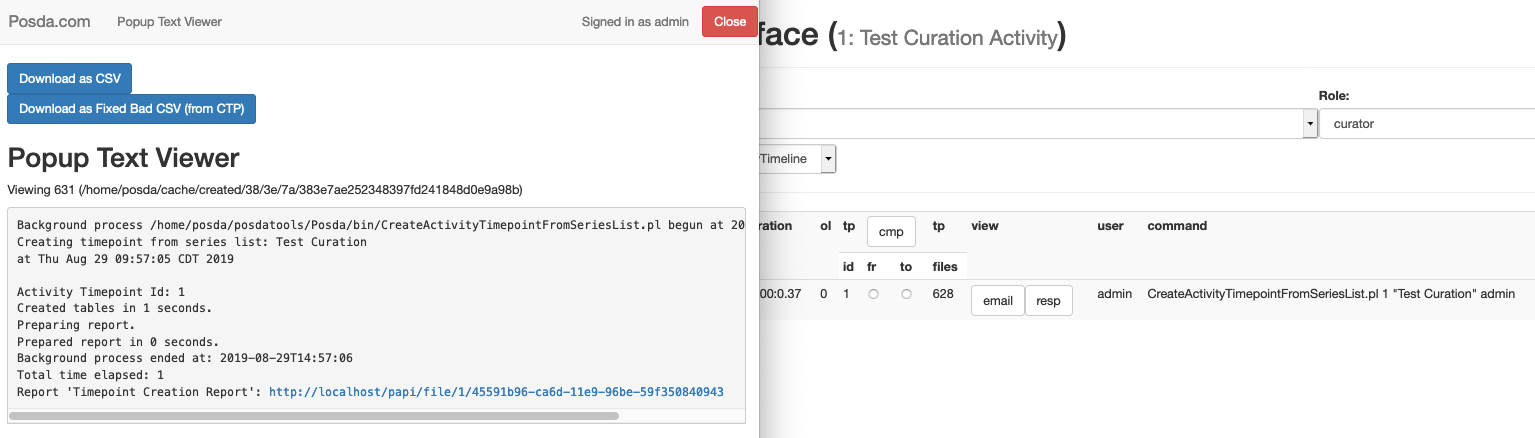 Posda.com Popup Text Viewer Signed in as admin Close
Download as CSV
Download as Fixed Bad CSV (from CTP)
Popup Text Viewer
Viewing 631 (/home/posda/cache/created/38/3e/7a/383e7ae252348397fd241848d0e9a98b)
Background process /home/posda/posdatools/Posda/bin/CreateActivityTimepointFromSeriesList.pl begun at 20
Creating timepoint from series list: Test Curation
at Thu Aug 29 09:57:05 CDT 2019
Activity Timepoint Id: 1
Created tables in 1 seconds.
Preparing report.
Prepared report in 0 seconds.
Background process ended at: 2019-08-29T14:57:06
Total time elapsed: 1
Report 'Timepoint Creation Report': http://localhost/papi/file/1/45591b96-ca6d-11e9-96be-59f350840943
face (1: Test Curation Activity)
Role:
curator
/Timeline
ration ol tp cmp tp view user command
id fr to files
00:0.37 0 1 628 email resp admin CreateActivityTimepointFromSeriesList.pl 1 "Test Curation" admin